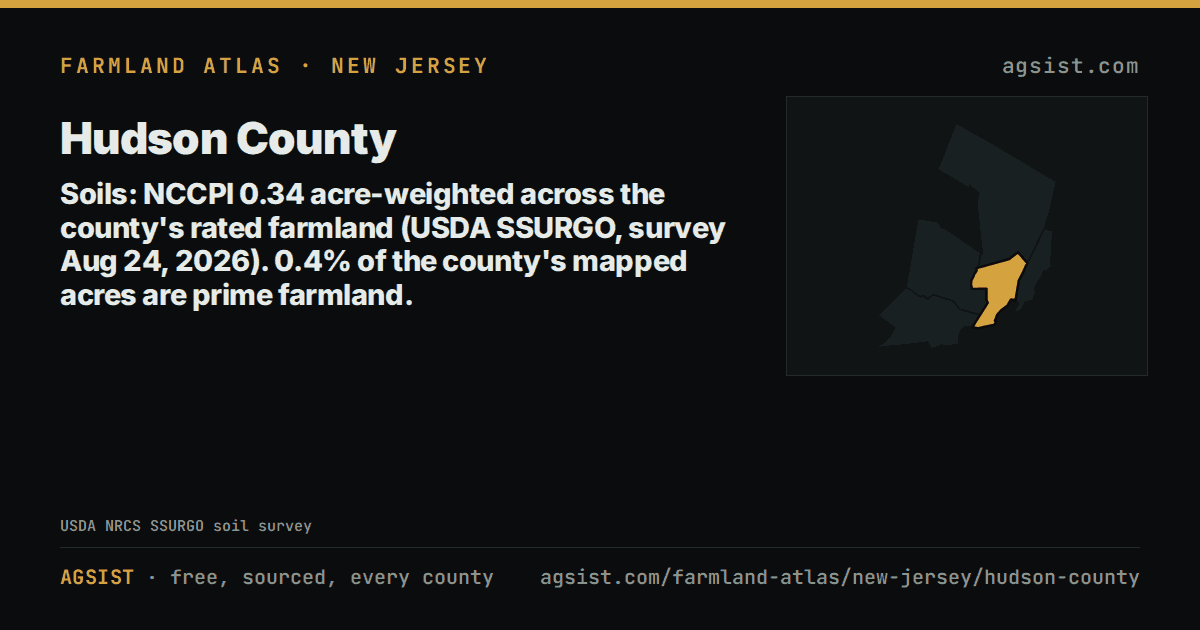 FARMLAND ATLAS · NEW JERSEY
agsist.com
Hudson County
Soils: NCCPI 0.34 acre-weighted across the
county's rated farmland (USDA SSURGO, survey
Aug 24, 2026). 0.4% of the county's mapped
acres are prime farmland.
USDA NRCS SSURGO soil survey
AGSIST · free, sourced, every county
agsist.com/farmland-atlas/new-jersey/hudson-county